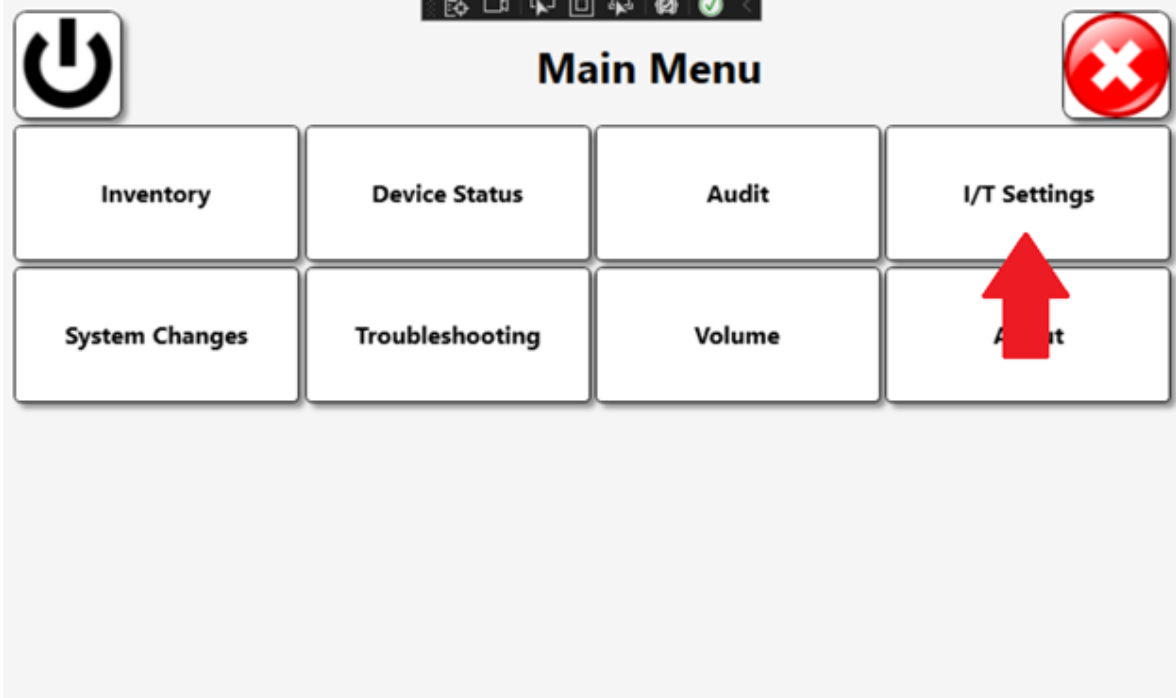 Main Menu
Inventory
Device Status
Audit
I/T Settings
System Changes
Troubleshooting
Volume